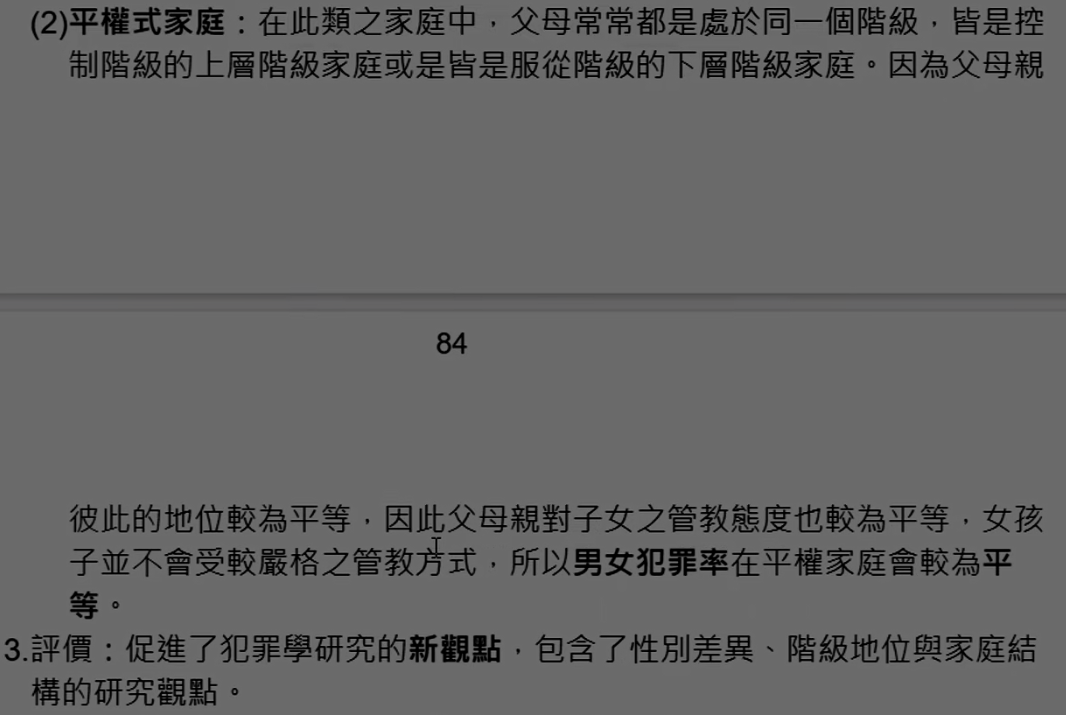 (2)平權式家庭：在此類之家庭中，父母常常都是處於同一個階級，皆是控
制階級的上層階級家庭或是皆是服從階級的下層階級家庭。因為父母親
84
彼此的地位較為平等，因此父母親對子女之管教態度也較為平等，女孩
子並不會受較嚴格之管教方式，所以男女犯罪率在平權家庭會較為平
等。
3.評價：促進了犯罪學研究的新觀點，包含了性別差異、階級地位與家庭結
構的研究觀點。